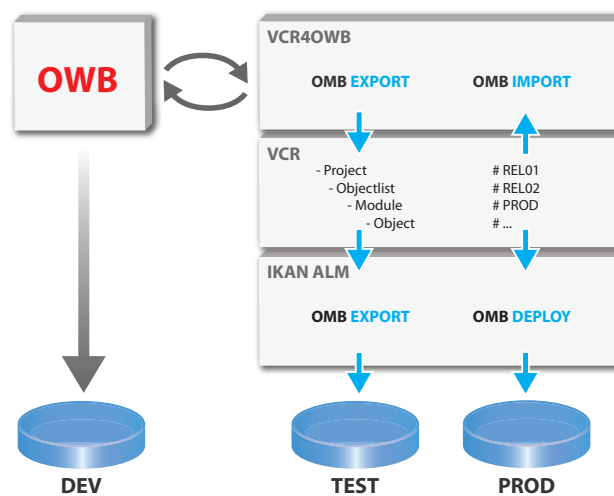 OWB
VCR4OWB
OMB EXPORT
OMB IMPORT
VCR
- Project
- Objectlist
- Module
- Object
# REL01
# REL02
# PROD
# ...
IKAN ALM
OMB EXPORT
OMB DEPLOY
DEV
TEST
PROD